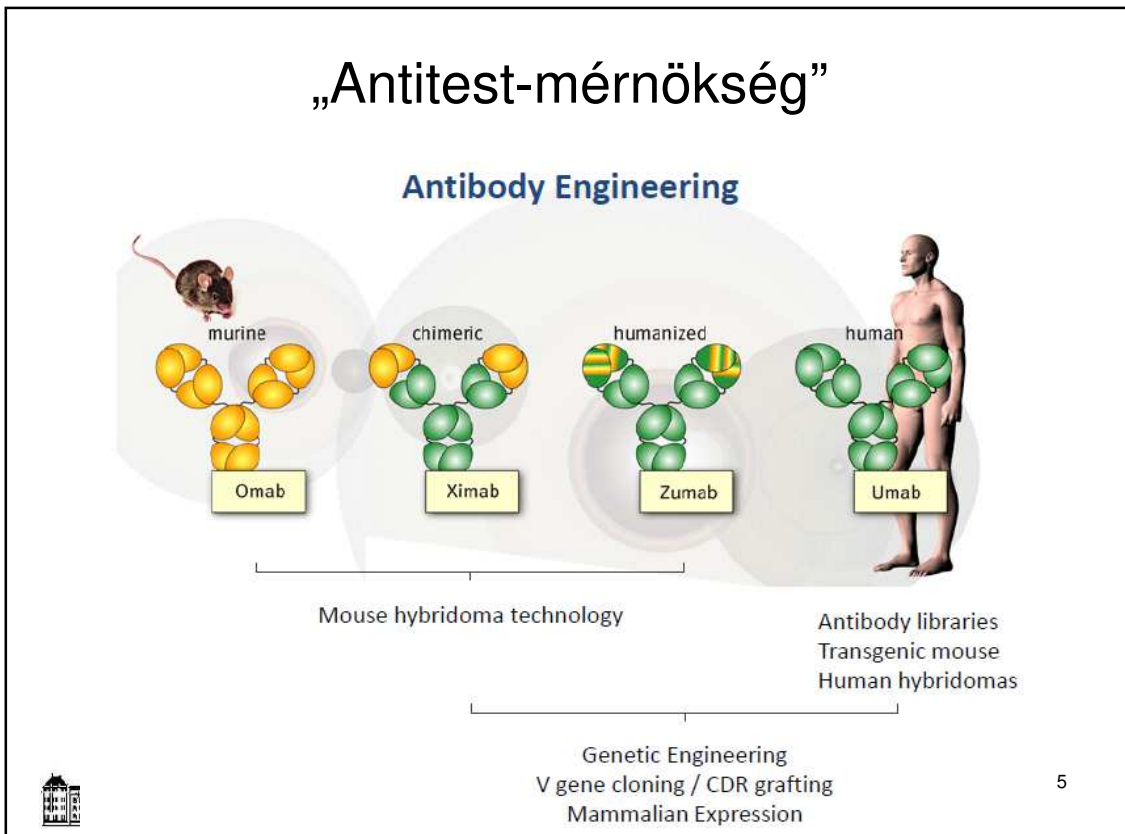 „Antitest-mérnökség”
Antibody Engineering
murine
chimeric
humanized
human
Omab
Ximab
Zumab
Umab
Mouse hybridoma technology
Antibody libraries
Transgenic mouse
Human hybridomas
Genetic Engineering
V gene cloning / CDR grafting
Mammalian Expression
5